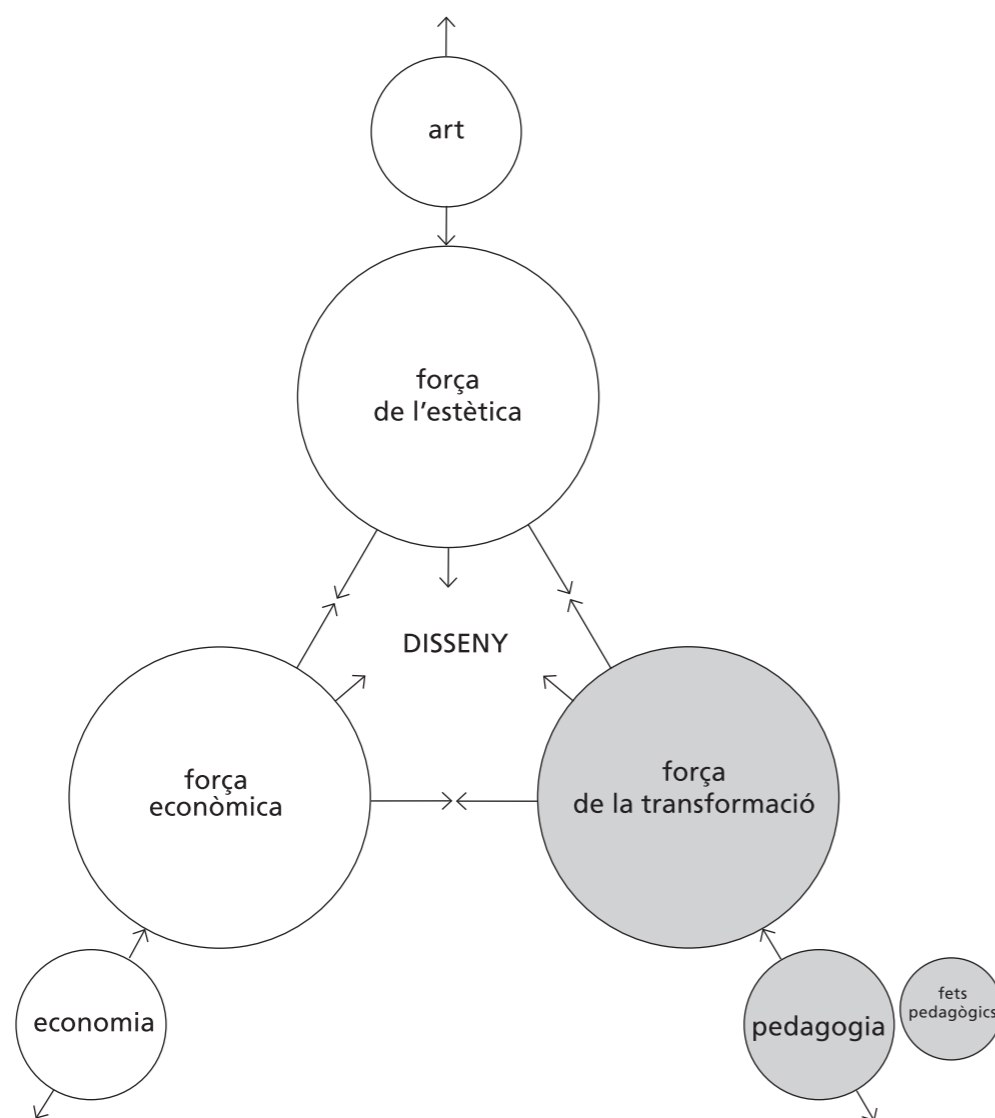 art
força
de l'estètica
DISSENY
força
econòmica
força
de la transformació
economia
pedagogia
fets
pedagògics